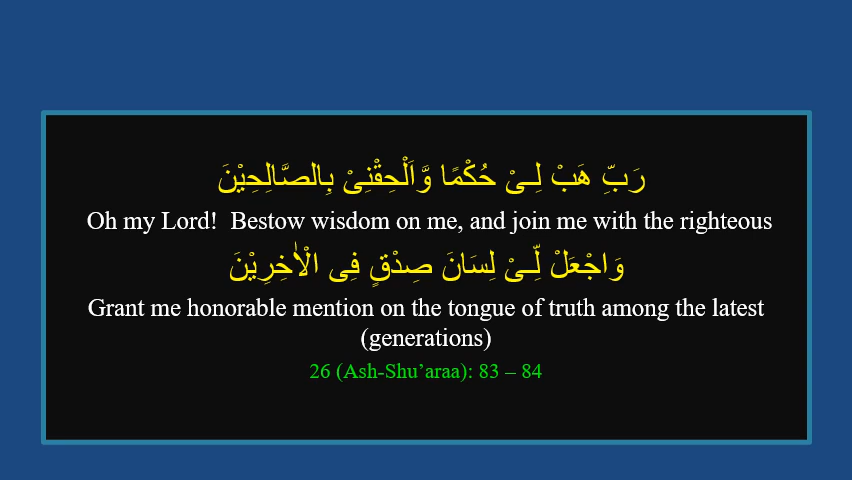 رَبِّ هَبْ لِـىْ حُكْمًا وَّاَلْحِقْنِىْ بِالصَّالِحِيْنَ
Oh my Lord!  Bestow wisdom on me, and join me with the righteous
وَاجْعَلْ لِّـىْ لِسَانَ صِدْقٍ فِى الْاٰخِرِيْنَ
Grant me honorable mention on the tongue of truth among the latest
(generations)
26 (Ash-Shu’araa): 83 – 84